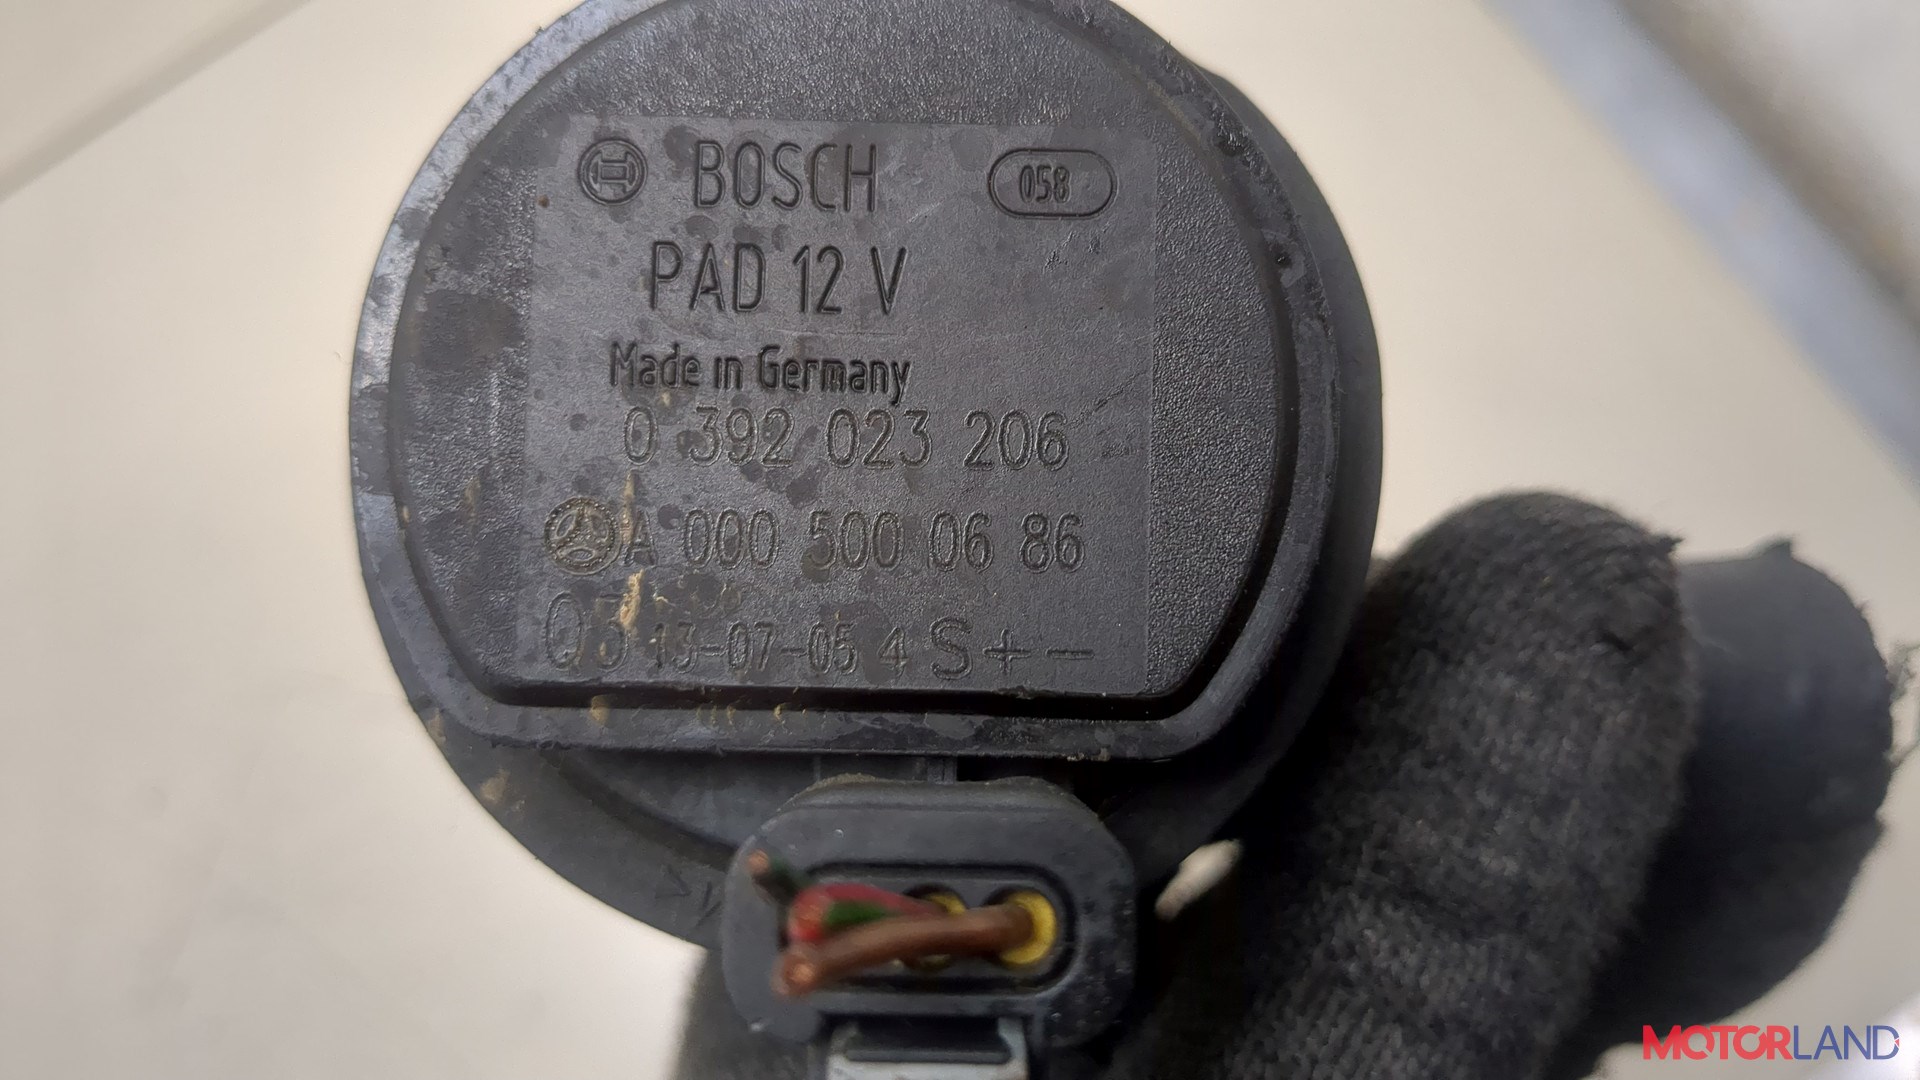 BOSCH 058
PAD 12 V
Made in Germany
0 392 023 206
A 000 500 06 86
13-07-05 4 S + -
MOTORLAND